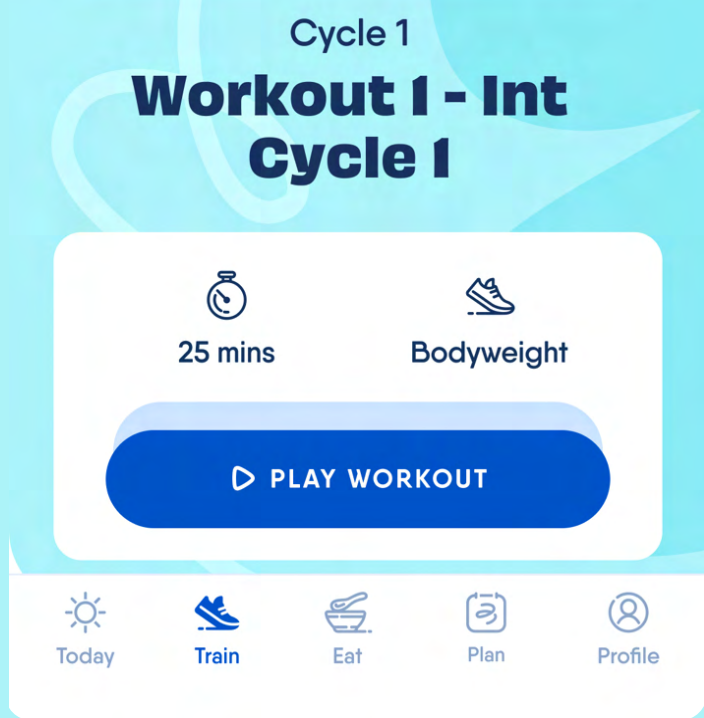 Cycle 1
Workout 1 - Int
Cycle 1
25 mins
Bodyweight
PLAY WORKOUT
Today
Train
Eat
Plan
Profile